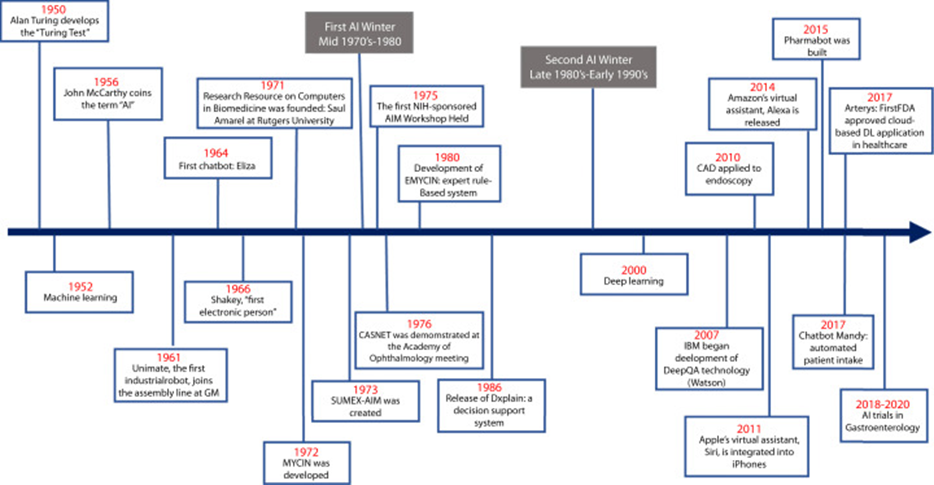 1950
Alan Turing develops
the “Turing Test”
1956
John McCarthy coins
the term “AI”
1964
First chatbot: Eliza
1971
Research Resource on Computers
in Biomedicine was founded: Saul
Amarel at Rutgers University
First AI Winter
Mid 1970’s-1980
1975
The first NIH-sponsored
AIM Workshop Held
1980
Development of
EMYCIN: expert rule-
Based system
Second AI Winter
Late 1980’s-Early 1990’s
2010
CAD applied to
endoscopy
2014
Amazon’s virtual
assistant, Alexa is
released
2015
Pharmabot was
built
2017
Arterys: FirstFDA
approved cloud-
based DL application
in healthcare
1952
Machine learning
1961
Unimate, the first
industrialrobot, joins
the assembly line at GM
1966
Shakey, “first
electronic person”
1972
MYCIN was
developed
1973
SUMEX-AIM was
created
1976
CASNET was demomstrated at
the Academy of
Ophthalmology meeting
1986
Release of Dxplain: a
decision support
system
2000
Deep learning
2007
IBM began
deelopment of
DeepQA technology
(Watson)
2011
Apple’s virtual assistant,
Siri, is integrated into
iPhones
2017
Chatbot Mandy:
automated
patient intake
2018-2020
AI trials in
Gastroenterology